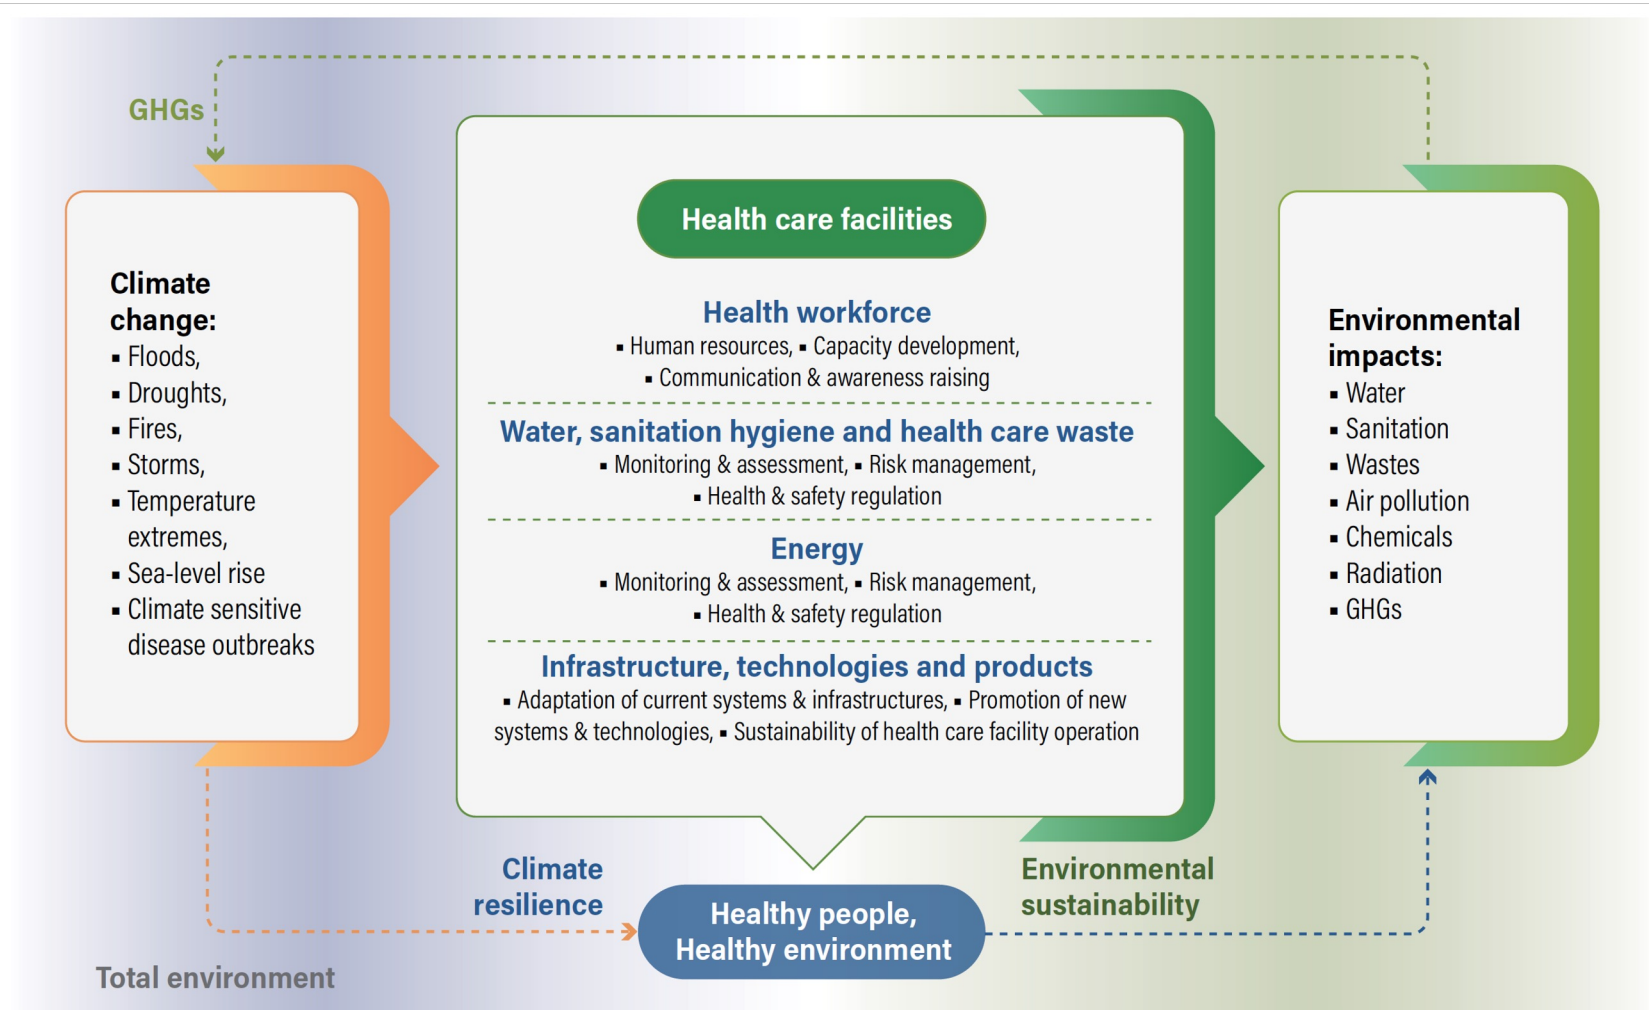 GHGs
Climate
change:
▪ Floods,
▪ Droughts,
▪ Fires,
▪ Storms,
▪ Temperature
extremes,
▪ Sea-level rise
▪ Climate sensitive
disease outbreaks
Health care facilities
Health workforce
▪ Human resources, ▪ Capacity development,
▪ Communication & awareness raising
Water, sanitation hygiene and health care waste
▪ Monitoring & assessment, ▪ Risk management,
▪ Health & safety regulation
Energy
▪ Monitoring & assessment, ▪ Risk management,
▪ Health & safety regulation
Infrastructure, technologies and products
▪ Adaptation of current systems & infrastructures, ▪ Promotion of new
systems & technologies, ▪ Sustainability of health care facility operation
Environmental
impacts:
▪ Water
▪ Sanitation
▪ Wastes
▪ Air pollution
▪ Chemicals
▪ Radiation
▪ GHGs
Climate
resilience
Healthy people,
Healthy environment
Environmental
sustainability
Total environment